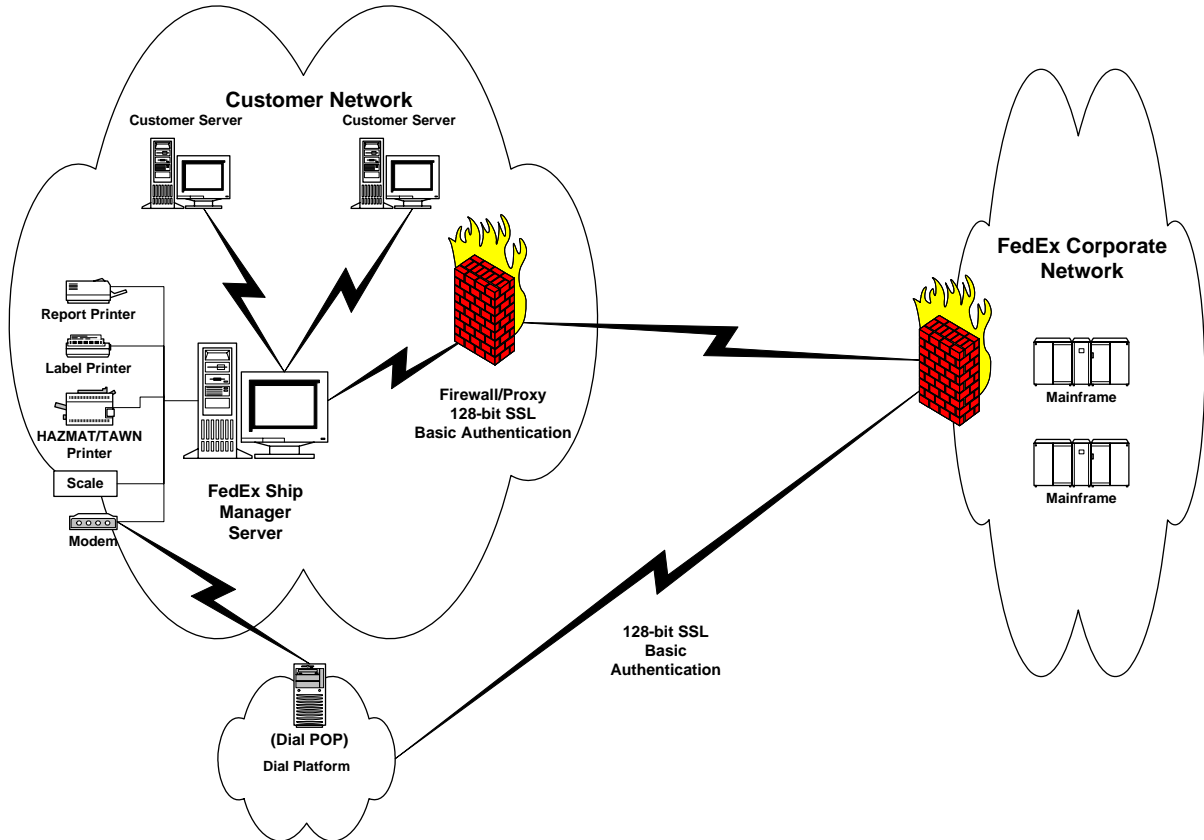 Customer Network
Customer Server
Customer Server
Report Printer
Label Printer
HAZMAT/TAWN
Printer
Scale
Modem
FedEx Ship
Manager
Server
Firewall/Proxy
128-bit SSL
Basic Authentication
FedEx Corporate
Network
Mainframe
Mainframe
128-bit SSL
Basic
Authentication
(Dial POP)
Dial Platform